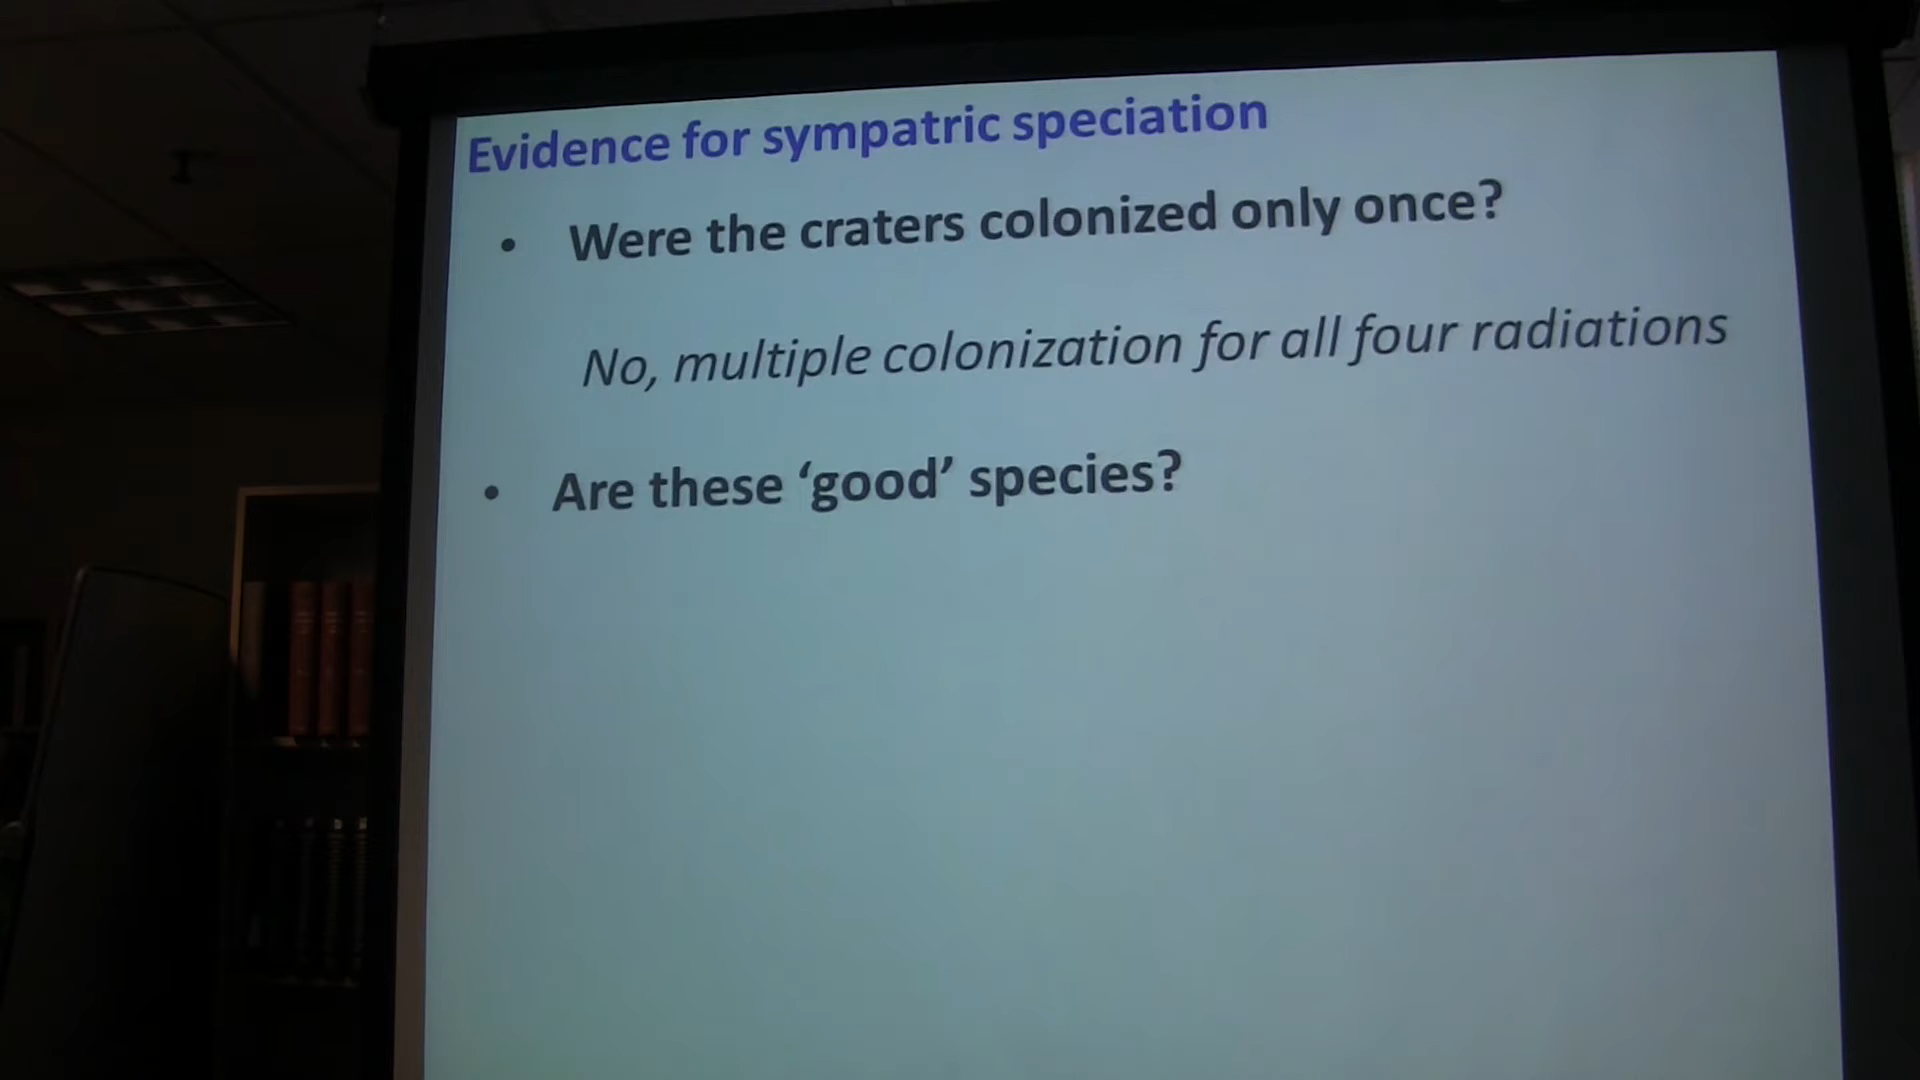 Evidence for sympatric speciation
• Were the craters colonized only once?
No, multiple colonization for all four radiations
• Are these ‘good’ species?